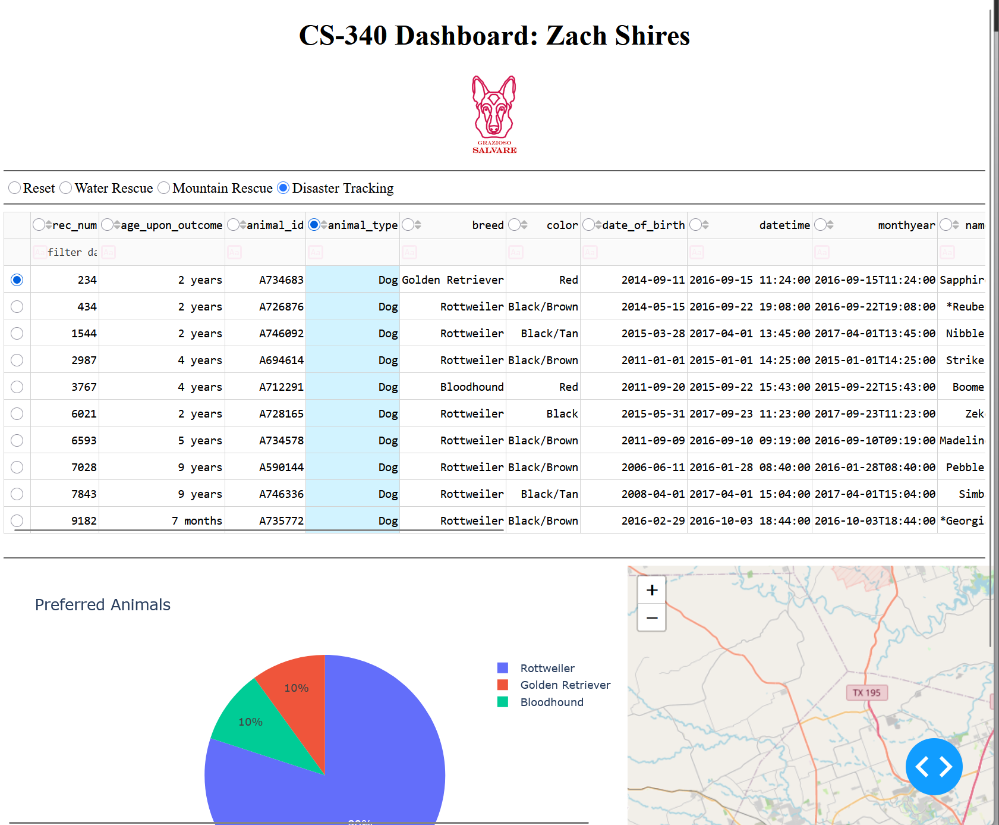 CS-340 Dashboard: Zach Shires
GRAZIOSO
SALVARE
Reset Water Rescue Mountain Rescue Disaster Tracking
rec_num age_upon_outcome animal_id animal_type breed color date_of_birth datetime monthyear nam
Aa filter da Aa Aa Aa Aa Aa Aa Aa Aa Aa
234 2 years A734683 Dog Golden Retriever Red 2014-09-11 2016-09-15 11:24:00 2016-09-15T11:24:00 Sapphir
434 2 years A726876 Dog Rottweiler Black/Brown 2014-05-15 2016-09-22 19:08:00 2016-09-22T19:08:00 *Reube
1544 2 years A746092 Dog Rottweiler Black/Tan 2015-03-28 2017-04-01 13:45:00 2017-04-01T13:45:00 Nibble
2987 4 years A694614 Dog Rottweiler Black/Brown 2011-01-01 2015-01-01 14:25:00 2015-01-01T14:25:00 Strike
3767 4 years A712291 Dog Bloodhound Red 2011-09-20 2015-09-22 15:43:00 2015-09-22T15:43:00 Boome
6021 2 years A728165 Dog Rottweiler Black 2015-05-31 2017-09-23 11:23:00 2017-09-23T11:23:00 Zek
6593 5 years A734578 Dog Rottweiler Black/Brown 2011-09-09 2016-09-10 09:19:00 2016-09-10T09:19:00 Madelin
7028 9 years A590144 Dog Rottweiler Black/Brown 2006-06-11 2016-01-28 08:40:00 2016-01-28T08:40:00 Pebble
7843 9 years A746336 Dog Rottweiler Black/Tan 2008-04-01 2017-04-01 15:04:00 2017-04-01T15:04:00 Simb
9182 7 months A735772 Dog Rottweiler Black/Brown 2016-02-29 2016-10-03 18:44:00 2016-10-03T18:44:00 *Georgi
Preferred Animals
10%
10%
Rottweiler
Golden Retriever
Bloodhound
+
−
TX 195